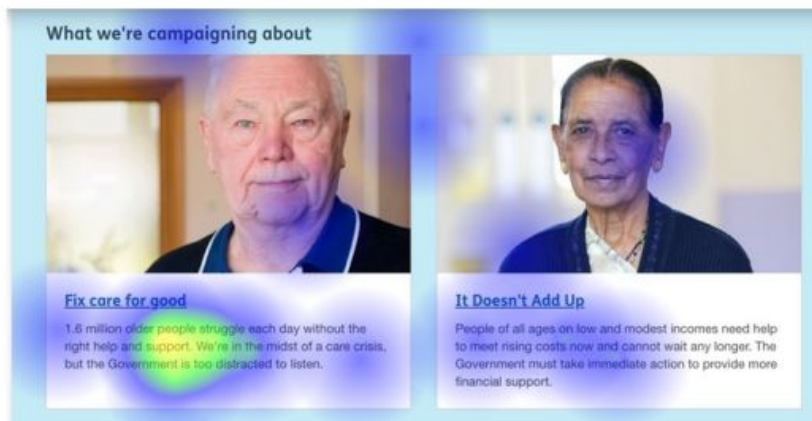 What we're campaigning about
Fix care for good
1.6 million older people struggle each day without the
right help and support. We're in the midst of a care crisis,
but the Government is too distracted to listen.
It Doesn't Add Up
People of all ages on low and modest incomes need help
to meet rising costs now and cannot wait any longer. The
Government must take immediate action to provide more
financial support.